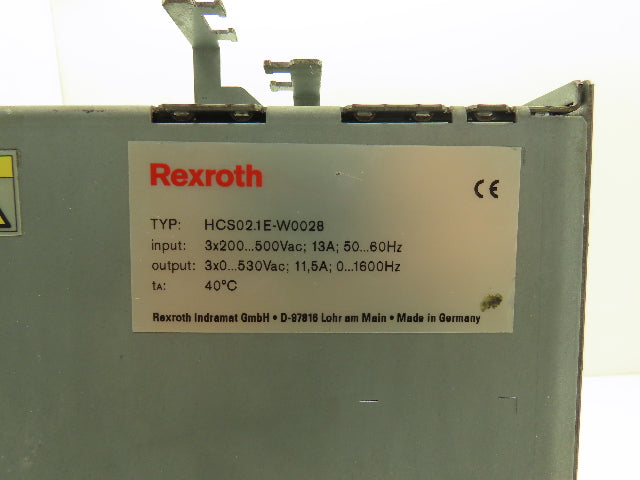 Rexroth
CE
TYP: HCS02.1E-W0028
input: 3x200...500Vac; 13A; 50...60Hz
output: 3x0...530Vac; 11,5A; 0...1600Hz
tA: 40°C
Rexroth Indramat GmbH • D-97816 Lohr am Main • Made in Germany